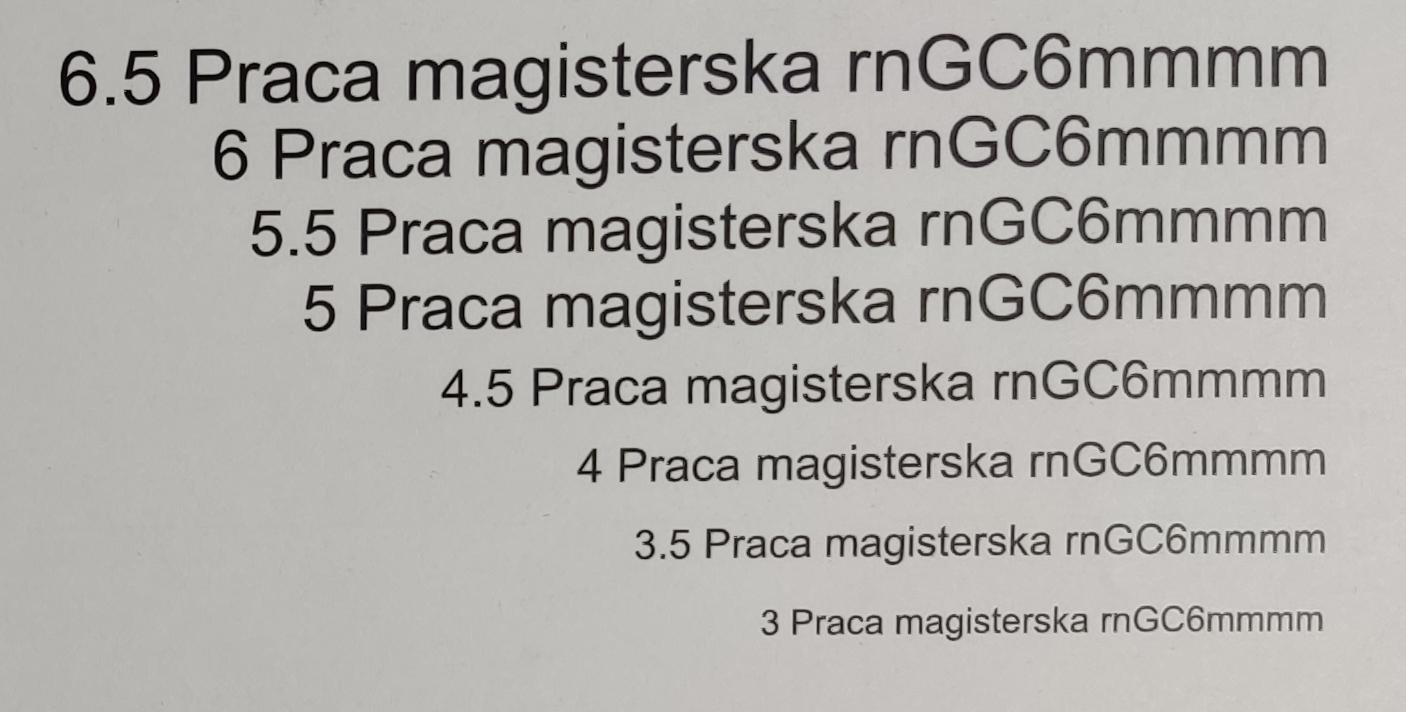 6.5 Praca magisterska rnGC6mmmm
6 Praca magisterska rnGC6mmmm
5.5 Praca magisterska rnGC6mmmm
5 Praca magisterska rnGC6mmmm
4.5 Praca magisterska rnGC6mmmm
4 Praca magisterska rnGC6mmmm
3.5 Praca magisterska rnGC6mmmm
3 Praca magisterska rnGC6mmmm